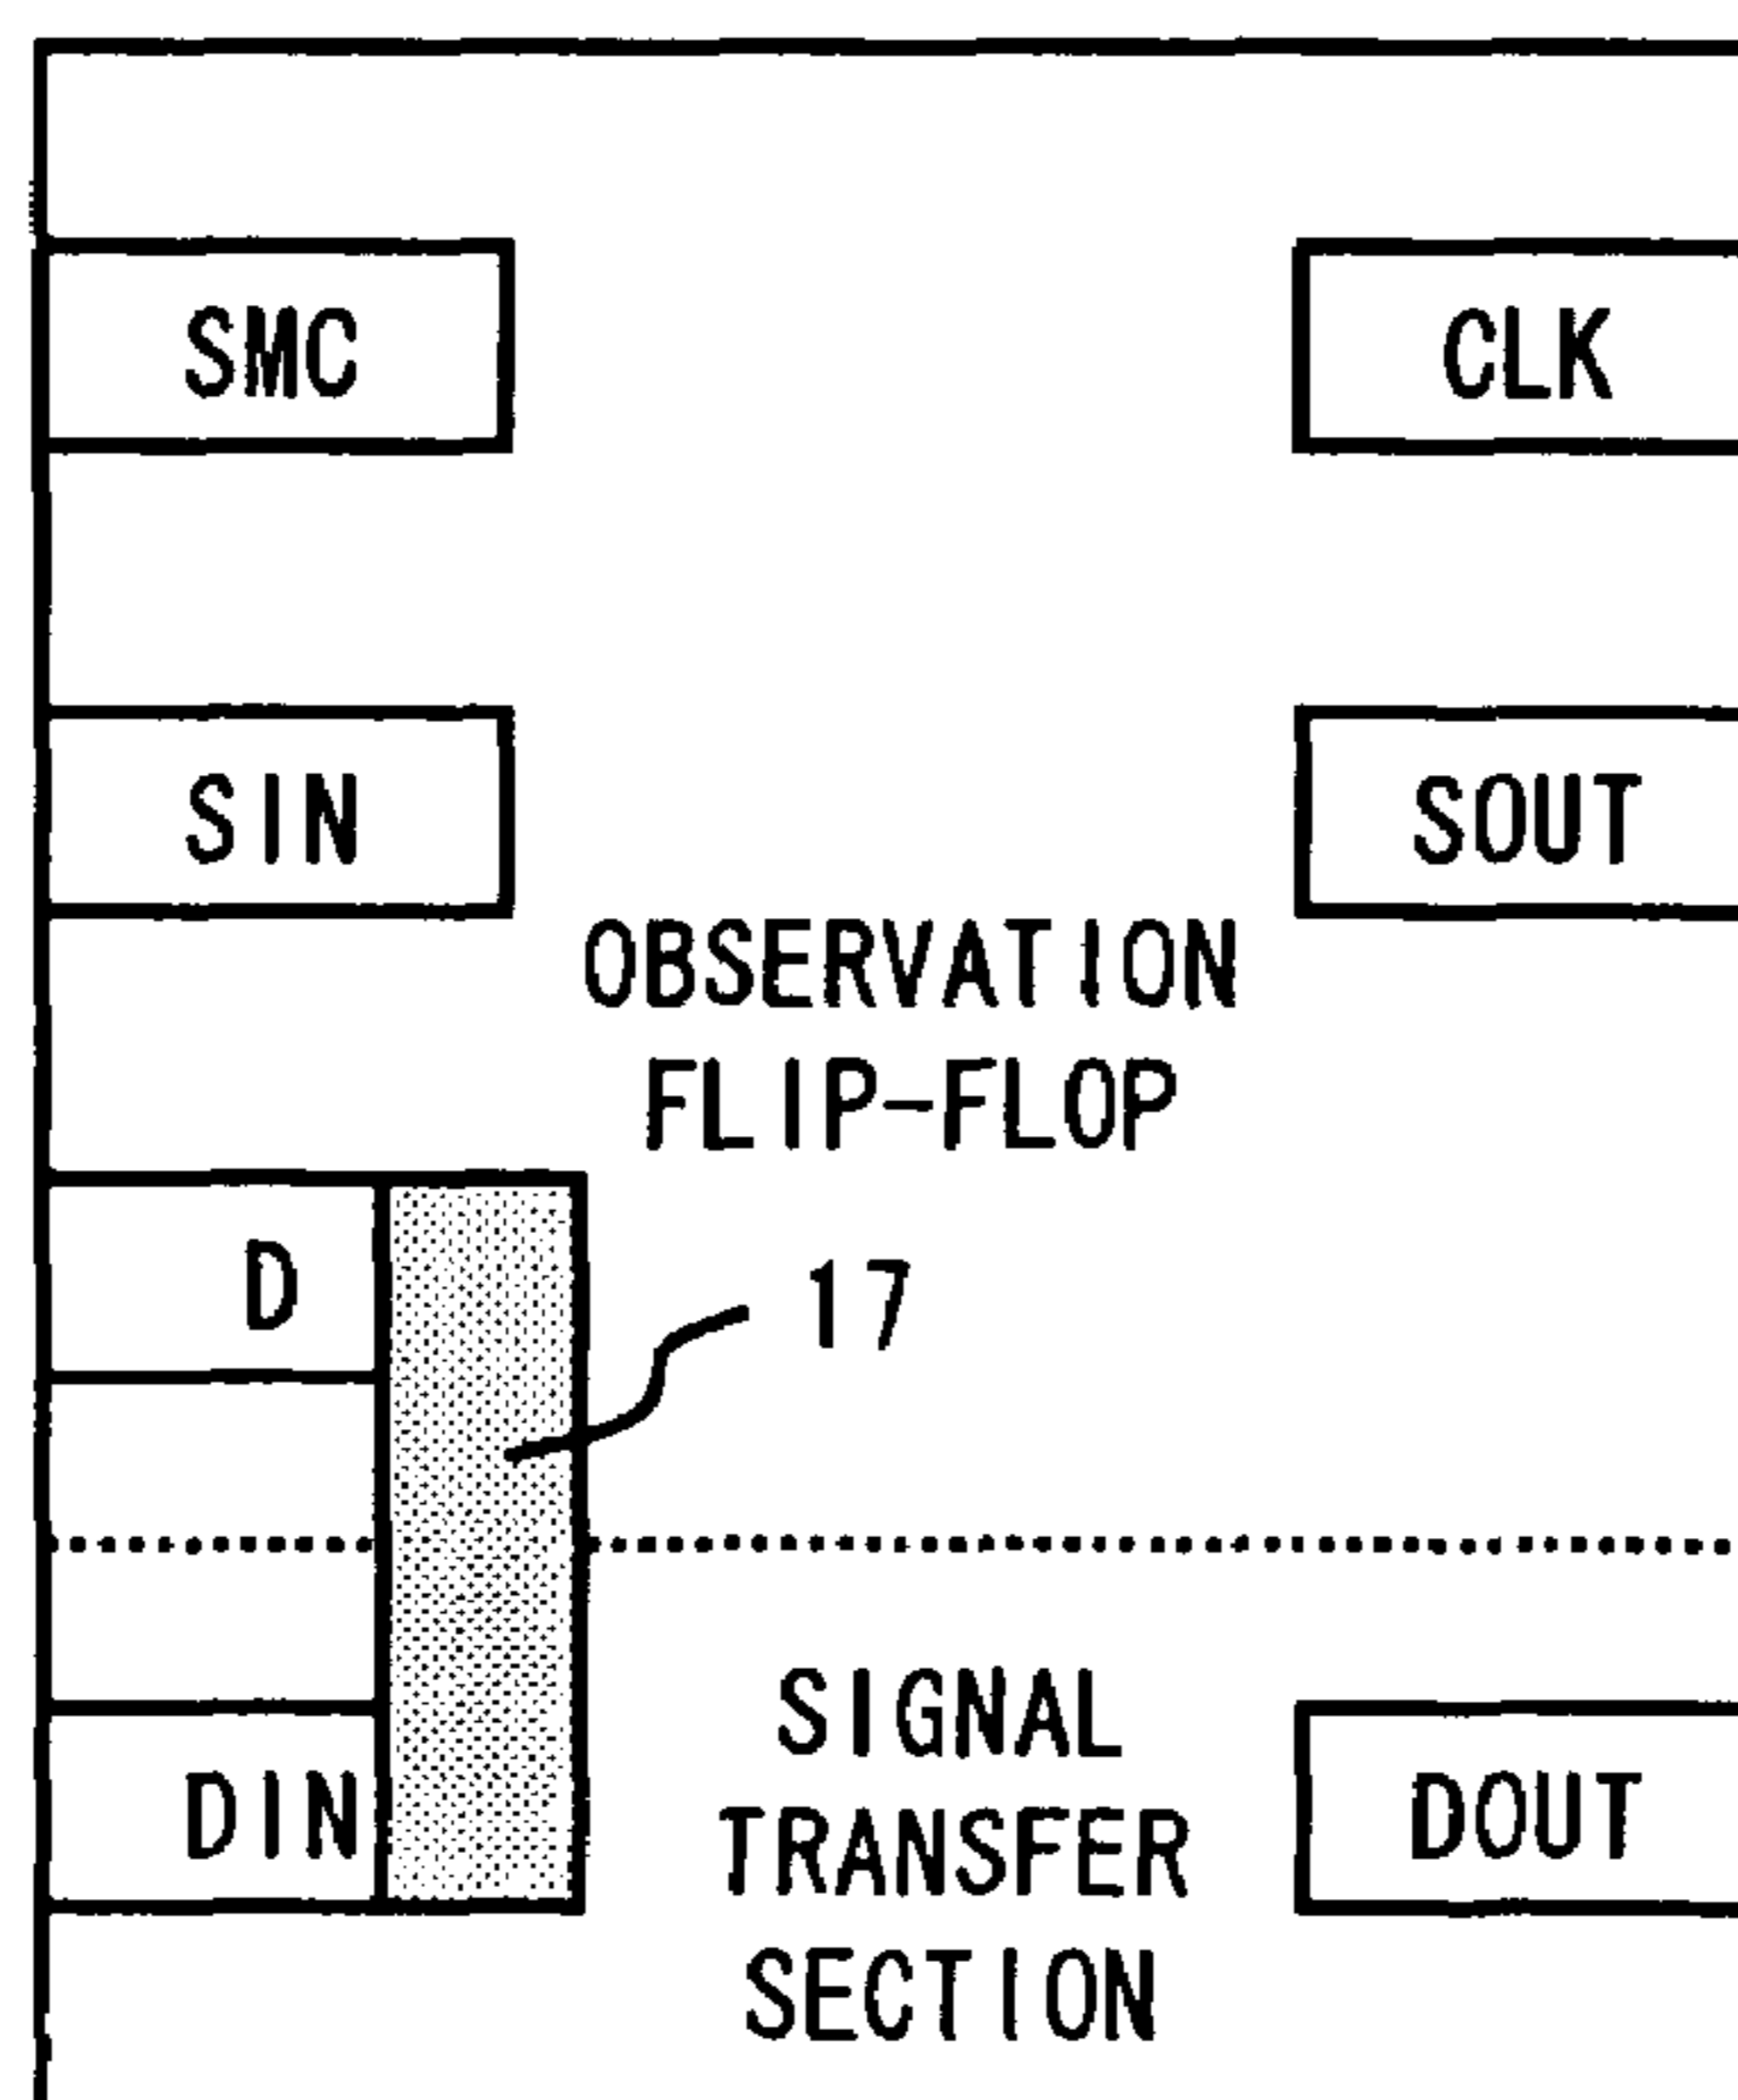 SMC
CLK
SIN
SOUT
OBSERVATION
FLIP-FLOP
D
17
SIGNAL
TRANSFER
SECTION
DIN
DOUT